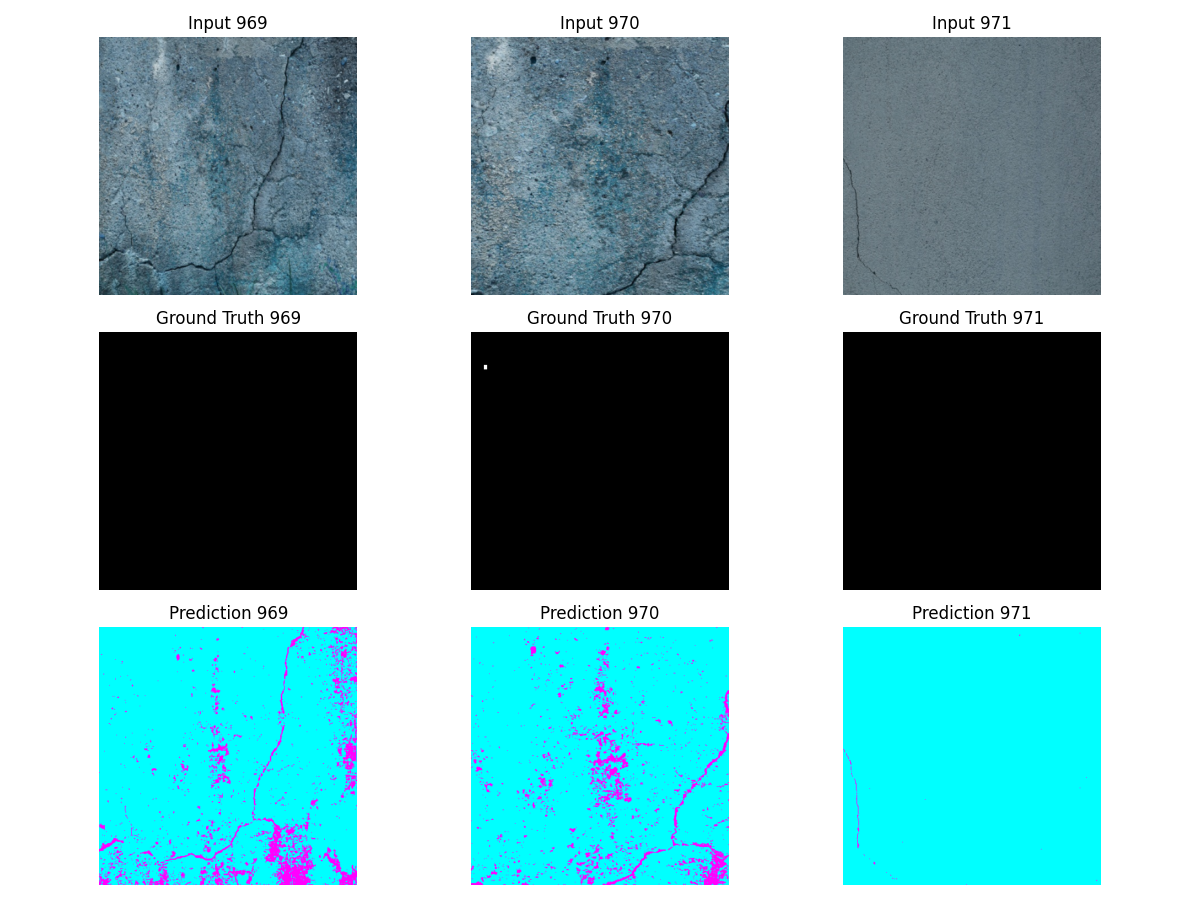 Input 969
Input 970
Input 971
Ground Truth 969
Ground Truth 970
Ground Truth 971
Prediction 969
Prediction 970
Prediction 971